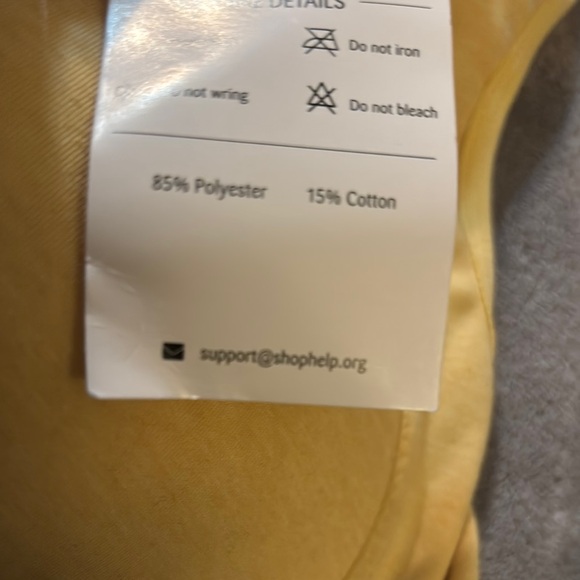 DETAILS
Do not iron
not wring
Do not bleach
85% Polyester 15% Cotton
support@shophelp.org